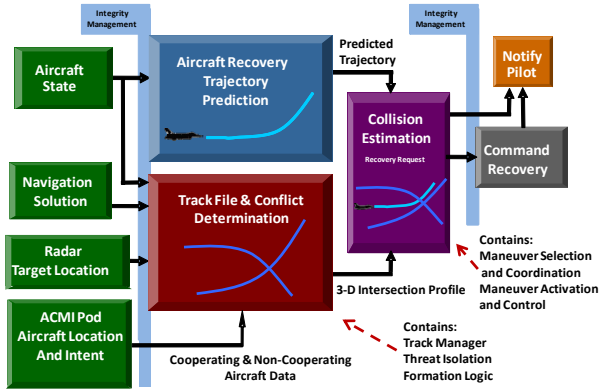 Integrity
Management
Integrity
Management
Aircraft
State
Aircraft Recovery
Trajectory
Prediction
Predicted
Trajectory
Notify
Pilot
Collision
Estimation
Recovery Request
Command
Recovery
Navigation
Solution
Track File & Conflict
Determination
Radar
Target Location
Contains:
Maneuver Selection
and Coordination
Maneuver Activation
and Control
3-D Intersection Profile
ACMI Pod
Aircraft Location
And Intent
Cooperating & Non-Cooperating
Aircraft Data
Contains:
Track Manager
Threat Isolation
Formation Logic